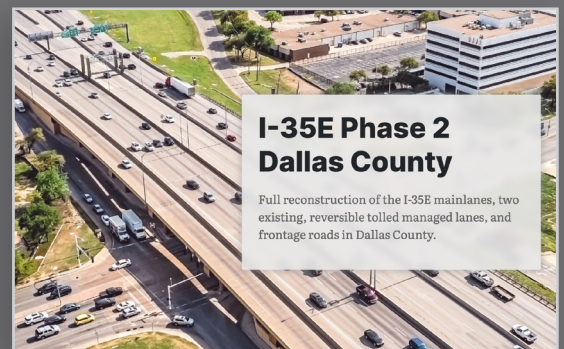 I-35E Phase 2
Dallas County
Full reconstruction of the I-35E mainlanes, two
existing, reversible tolled managed lanes, and
frontage roads in Dallas County.